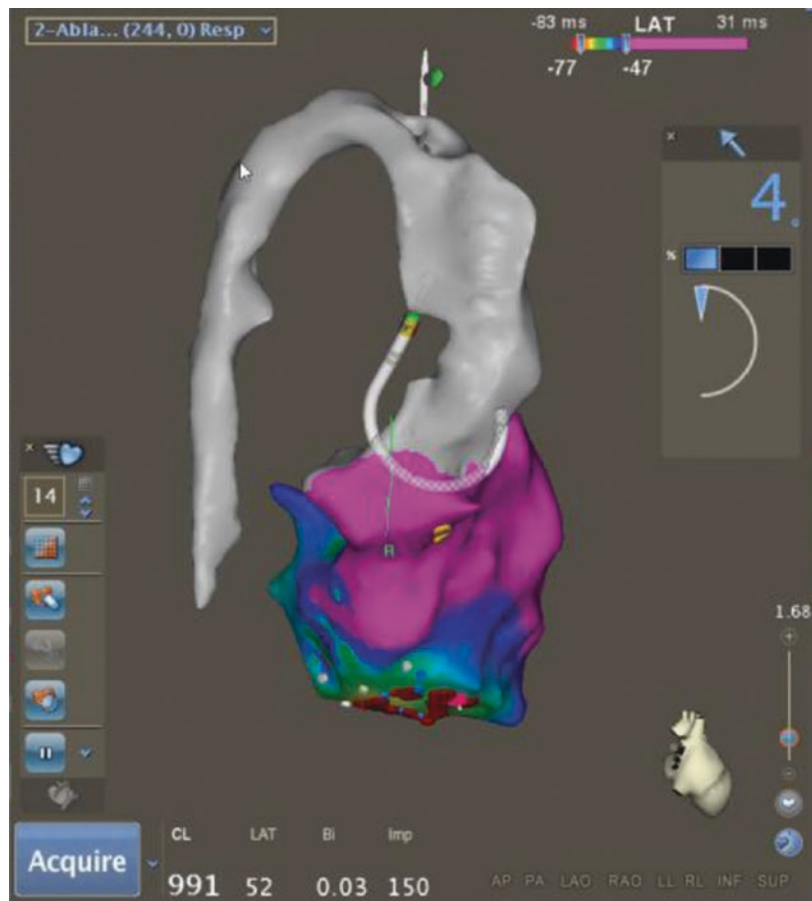 2-Abla... (244, 0) Resp
-83 ms LAT 31 ms
-77 -47
4
%
R
14
1.68
CL LAT Bi Imp
Acquire
991 52 0.03 150
AP PA LAO RAO LL RL INF SUP